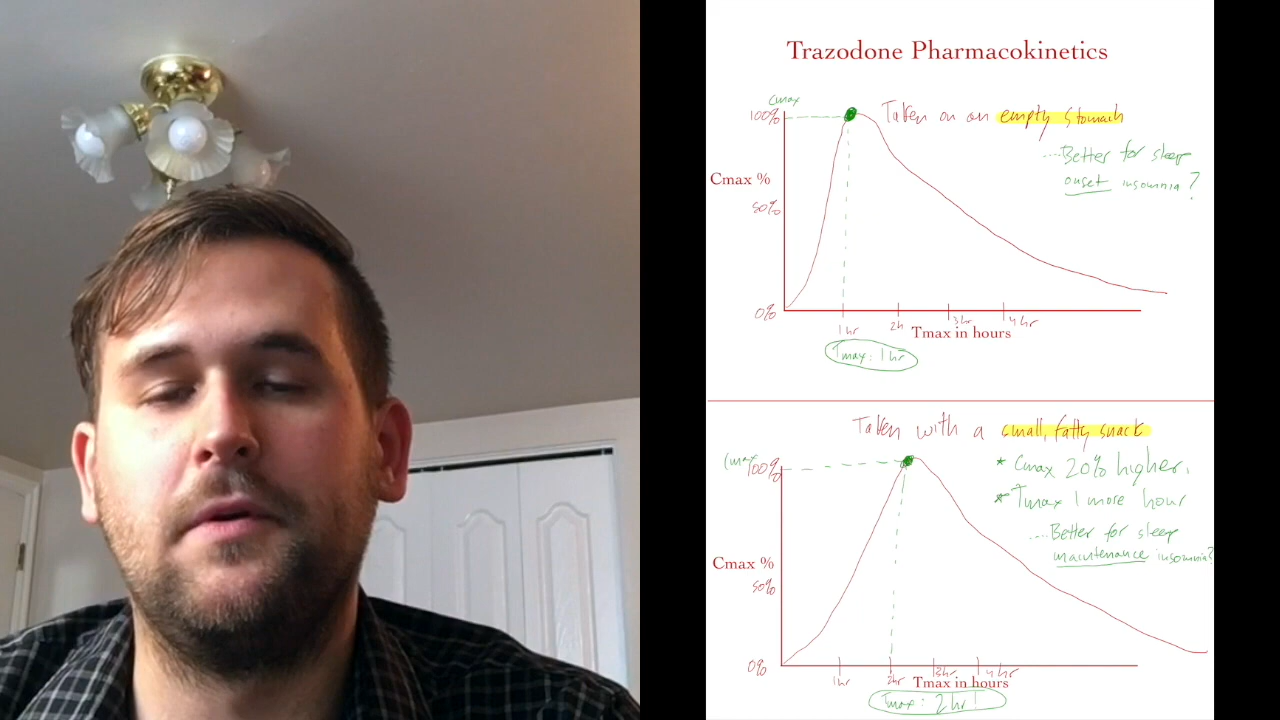 Trazodone Pharmacokinetics
Cmax
100%
Taken on an empty stomach
Better for sleep
onset insomnia?
Cmax %
50%
0%
1hr
2h
3hr
4hr
Tmax in hours
Tmax: 1hr
Taken with a small, fatty snack
Cmax
100%
* Cmax 20% higher.
* Tmax 1 more hour
Better for sleep
maintenance insomnia?
Cmax %
50%
0%
1hr
2hr
3hr
4hr
Tmax in hours
Tmax: 2hr!